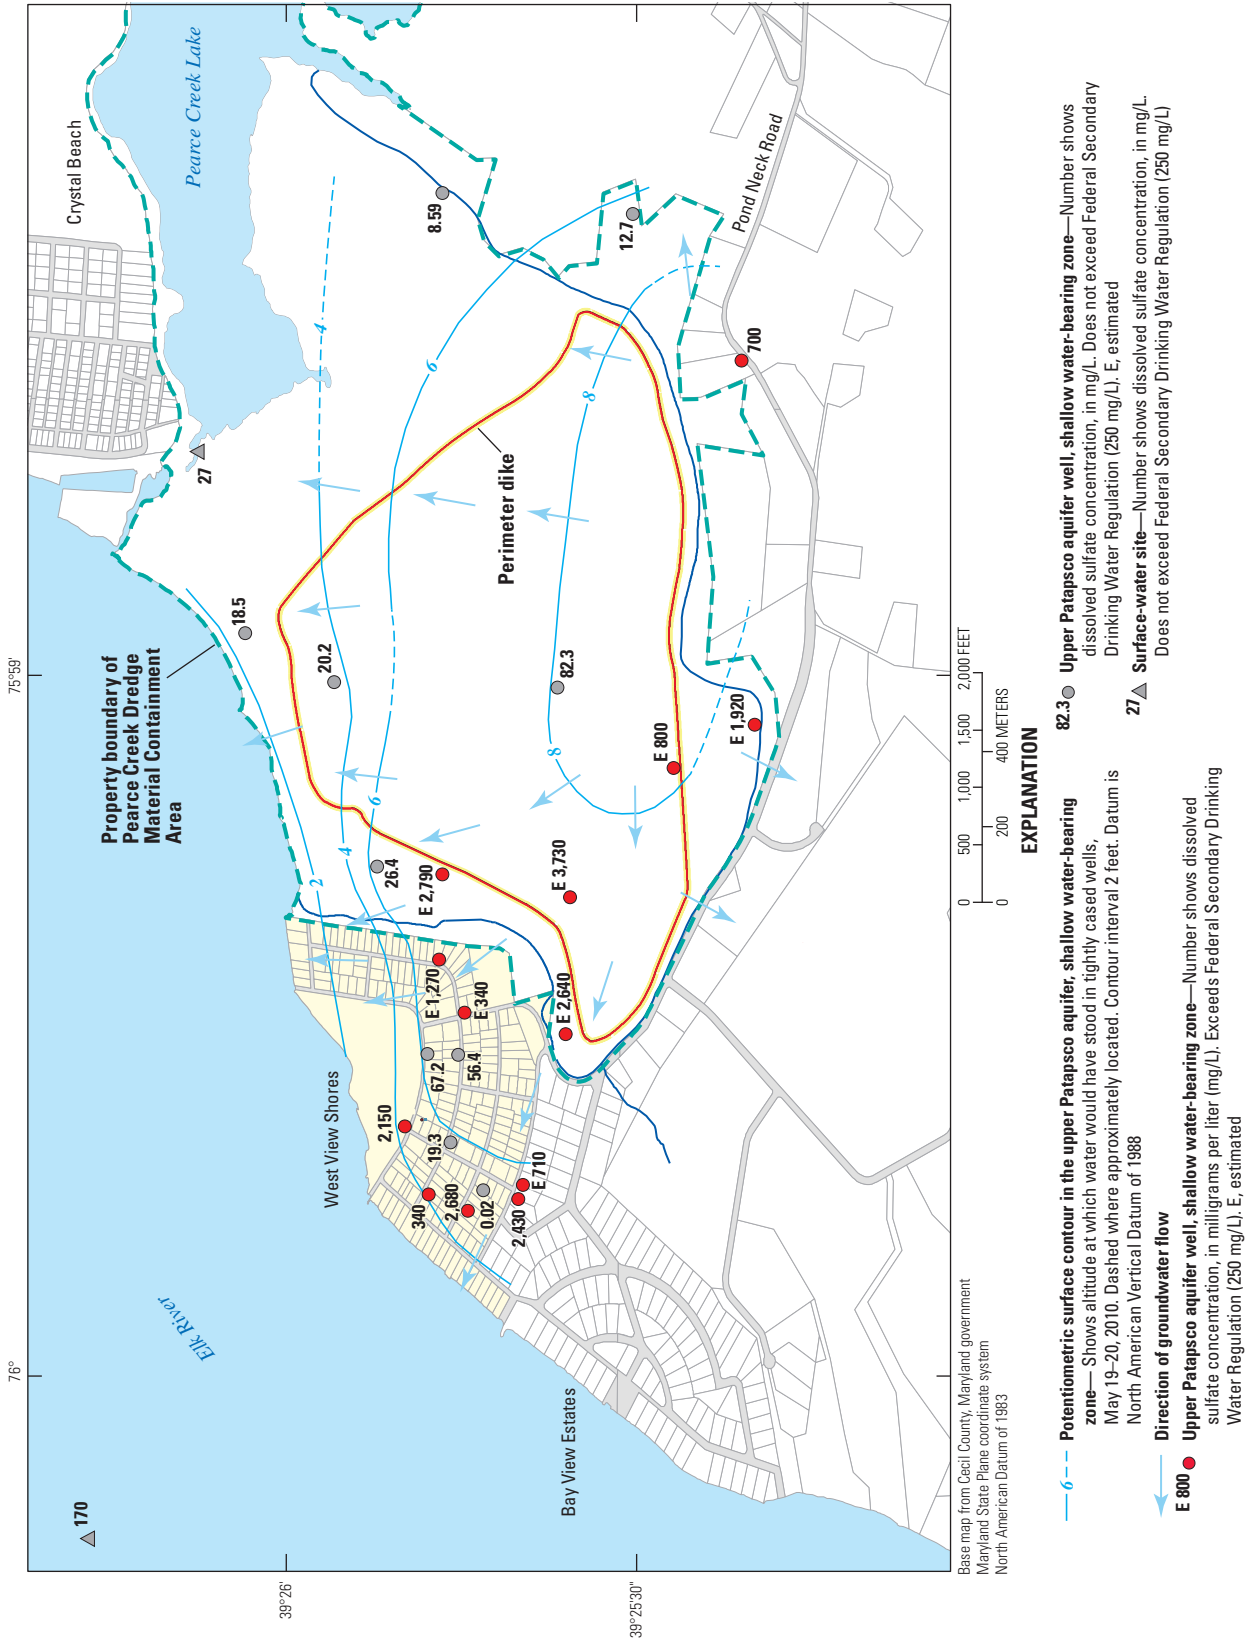 76°
75°59'
39°26'
39°25'30"
170
Elk River
Crystal Beach
Pearce Creek Lake
27
Property boundary of
Pearce Creek Dredge
Material Containment
Area
18.5
20.2
4
2
4
6
6
8
8
8.59
12.7
Perimeter dike
82.3
26.4
E 2,790
E 3,730
E 800
E 1,920
700
Pond Neck Road
West View Shores
E 1,270
E 340
E 2,640
67.2
56.4
2,150
19.3
340
2,680
0.02
E 710
2,430
Bay View Estates
Base map from Cecil County, Maryland government
Maryland State Plane coordinate system
North American Datum of 1983
0 500 1,000 1,500 2,000 FEET
0 200 400 METERS
EXPLANATION
6 Potentiometric surface contour in the upper Patapsco aquifer, shallow water-bearing
zone— Shows altitude at which water would have stood in tightly cased wells,
May 19–20, 2010. Dashed where approximately located. Contour interval 2 feet. Datum is
North American Vertical Datum of 1988
Direction of groundwater flow
E 800 Upper Patapsco aquifer well, shallow water-bearing zone—Number shows dissolved
sulfate concentration, in milligrams per liter (mg/L). Exceeds Federal Secondary Drinking
Water Regulation (250 mg/L). E, estimated
82.3 Upper Patapsco aquifer well, shallow water-bearing zone—Number shows
dissolved sulfate concentration, in mg/L. Does not exceed Federal Secondary
Drinking Water Regulation (250 mg/L). E, estimated
27 Surface-water site—Number shows dissolved sulfate concentration, in mg/L.
Does not exceed Federal Secondary Drinking Water Regulation (250 mg/L)